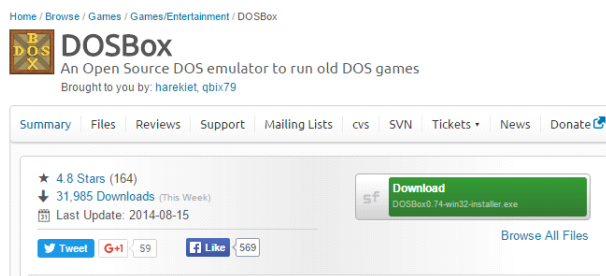 Home / Browse / Games / Games/Entertainment / DOSBox
DOSBox
An Open Source DOS emulator to run old DOS games
Brought to you by: harekiet, qbix79
Summary Files Reviews Support Mailing Lists cvs SVN Tickets ▾ News Donate
★ 4.8 Stars (164)
31,985 Downloads (This Week)
Last Update: 2014-08-15
Tweet G+1 59 Like 569
sf Download
DOSBox0.74-win32-installer.exe
Browse All Files